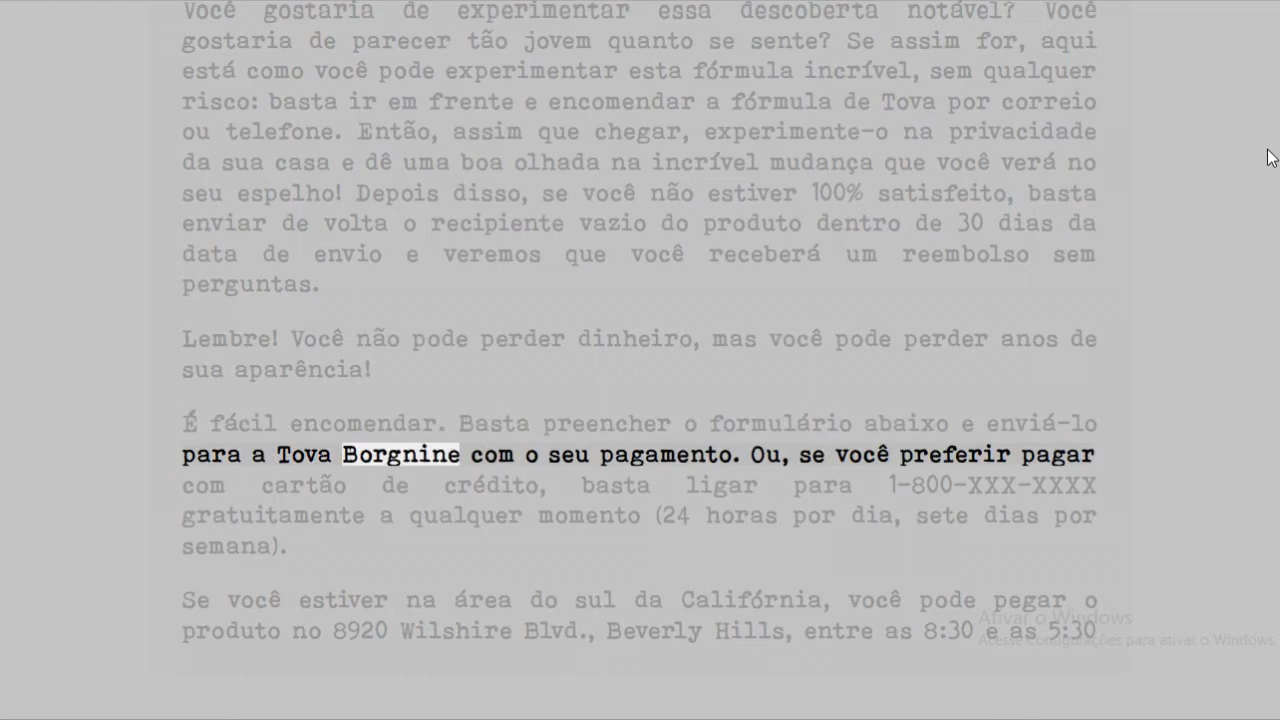 Você gostaria de experimentar essa descoberta notável? Você
gostaria de parecer tão jovem quanto se sente? Se assim for, aqui
está como você pode experimentar esta fórmula incrível, sem qualquer
risco: basta ir em frente e encomendar a fórmula de Tova por correio
ou telefone. Então, assim que chegar, experimente-o na privacidade
da sua casa e dê uma boa olhada na incrível mudança que você verá no
seu espelho! Depois disso, se você não estiver 100% satisfeito, basta
enviar de volta o recipiente vazio do produto dentro de 30 dias da
data de envio e veremos que você receberá um reembolso sem
perguntas.
Lembre! Você não pode perder dinheiro, mas você pode perder anos de
sua aparência!
É fácil encomendar. Basta preencher o formulário abaixo e enviá-lo
para a Tova Borgnine com o seu pagamento. Ou, se você preferir pagar
com cartão de crédito, basta ligar para 1-800-XXX-XXXX
gratuitamente a qualquer momento (24 horas por dia, sete dias por
semana).
Se você estiver na área do sul da Califórnia, você pode pegar o
produto no 8920 Wilshire Blvd., Beverly Hills, entre as 8:30 e as 5:30
Ativar o Windows
Acesse Configurações para ativar o Windows.